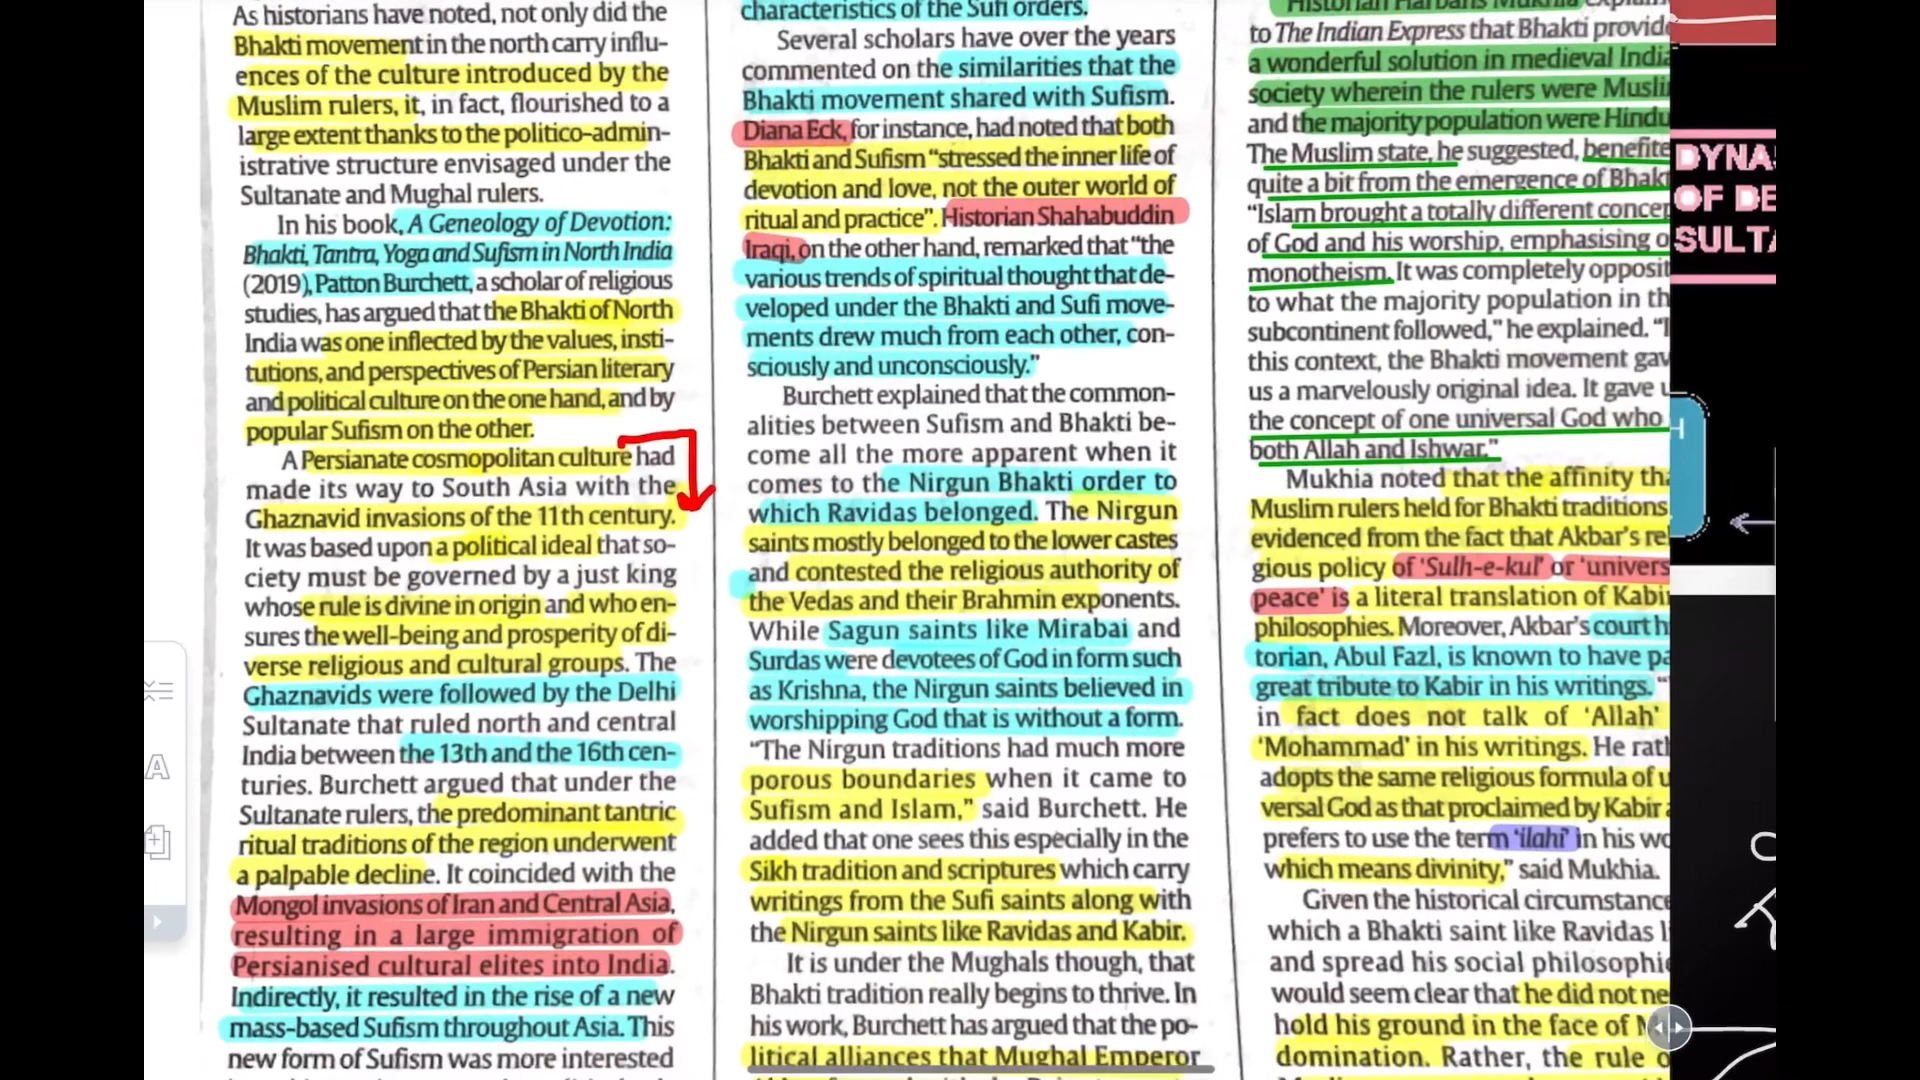 As historians have noted, not only did the
Bhakti movement in the north carry influ-
ences of the culture introduced by the
Muslim rulers, it, in fact, flourished to a
large extent thanks to the politico-admin-
istrative structure envisaged under the
Sultanate and Mughal rulers.
In his book, A Geneology of Devotion:
Bhakti, Tantra, Yoga and Sufism in North India
(2019), Patton Burchett, a scholar of religious
studies, has argued that the Bhakti of North
India was one inflected by the values, insti-
tutions, and perspectives of Persian literary
and political culture on the one hand, and by
popular Sufism on the other.
A Persianate cosmopolitan culture had
made its way to South Asia with the
Ghaznavid invasions of the 11th century.
It was based upon a political ideal that so-
ciety must be governed by a just king
whose rule is divine in origin and who en-
sures the well-being and prosperity of di-
verse religious and cultural groups. The
Ghaznavids were followed by the Delhi
Sultanate that ruled north and central
India between the 13th and the 16th cen-
turies. Burchett argued that under the
Sultanate rulers, the predominant tantric
ritual traditions of the region underwent
a palpable decline. It coincided with the
Mongol invasions of Iran and Central Asia,
resulting in a large immigration of
Persianised cultural elites into India.
Indirectly, it resulted in the rise of a new
mass-based Sufism throughout Asia. This
new form of Sufism was more interested
characteristics of the Sufi orders.
Several scholars have over the years
commented on the similarities that the
Bhakti movement shared with Sufism.
Diana Eck, for instance, had noted that both
Bhakti and Sufism “stressed the inner life of
devotion and love, not the outer world of
ritual and practice”. Historian Shahabuddin
Iraqi, on the other hand, remarked that “the
various trends of spiritual thought that de-
veloped under the Bhakti and Sufi move-
ments drew much from each other, con-
sciously and unconsciously.”
Burchett explained that the common-
alities between Sufism and Bhakti be-
come all the more apparent when it
comes to the Nirgun Bhakti order to
which Ravidas belonged. The Nirgun
saints mostly belonged to the lower castes
and contested the religious authority of
the Vedas and their Brahmin exponents.
While Sagun saints like Mirabai and
Surdas were devotees of God in form such
as Krishna, the Nirgun saints believed in
worshipping God that is without a form.
“The Nirgun traditions had much more
porous boundaries when it came to
Sufism and Islam,” said Burchett. He
added that one sees this especially in the
Sikh tradition and scriptures which carry
writings from the Sufi saints along with
the Nirgun saints like Ravidas and Kabir.
It is under the Mughals though, that
Bhakti tradition really begins to thrive. In
his work, Burchett has argued that the po-
litical alliances that Mughal Emperor
Historian Harbans Mukhia
to The Indian Express that Bhakti provid
a wonderful solution in medieval India
society wherein the rulers were Musli
and the majority population were Hindu
The Muslim state, he suggested, benefite
quite a bit from the emergence of Bhakt
“Islam brought a totally different concep
of God and his worship, emphasising o
monotheism. It was completely opposit
to what the majority population in th
subcontinent followed,” he explained. “I
this context, the Bhakti movement gav
us a marvelously original idea. It gave u
the concept of one universal God who
both Allah and Ishwar.”
Mukhia noted that the affinity tha
Muslim rulers held for Bhakti traditions
evidenced from the fact that Akbar’s rel
gious policy of ‘Sulh-e-kul’ or ‘univers
peace’ is a literal translation of Kabir
philosophies. Moreover, Akbar’s court h
torian, Abul Fazl, is known to have pa
great tribute to Kabir in his writings. “
in fact does not talk of ‘Allah’
‘Mohammad’ in his writings. He rath
adopts the same religious formula of u
versal God as that proclaimed by Kabir a
prefers to use the term ‘ilahi’ in his wo
which means divinity,” said Mukhia.
Given the historical circumstance
which a Bhakti saint like Ravidas l
and spread his social philosophie
would seem clear that he did not ne
hold his ground in the face of M
domination. Rather, the rule o
DYNA
OF DE
SULTA
H
A